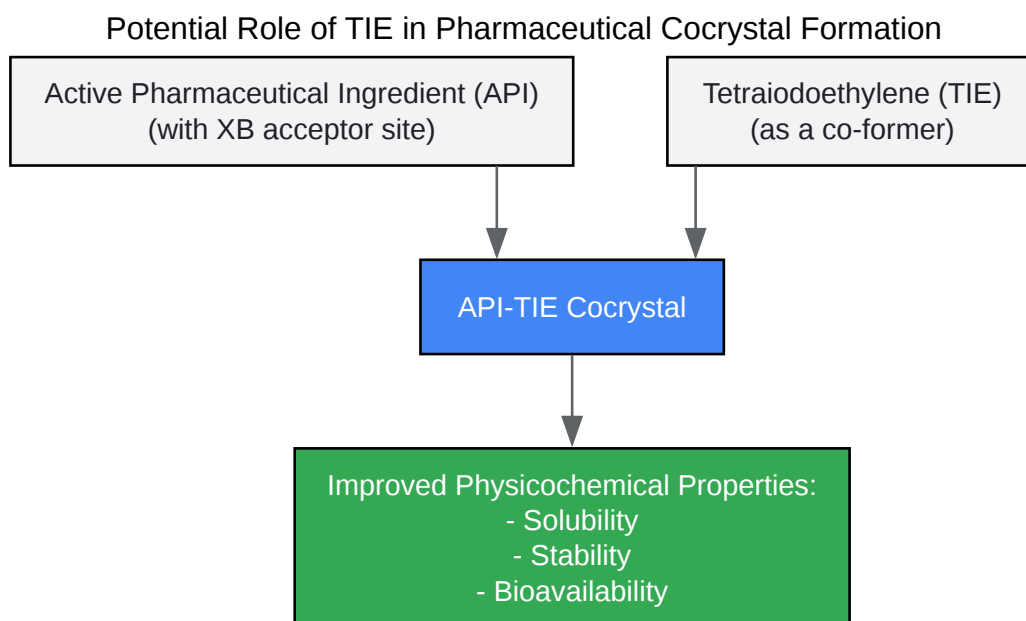 Potential Role of TIE in Pharmaceutical Cocrystal Formation
Active Pharmaceutical Ingredient (API)
(with XB acceptor site)
Tetraiodoethylene (TIE)
(as a co-former)
API-TIE Cocrystal
Improved Physicochemical Properties:
- Solubility
- Stability
- Bioavailability